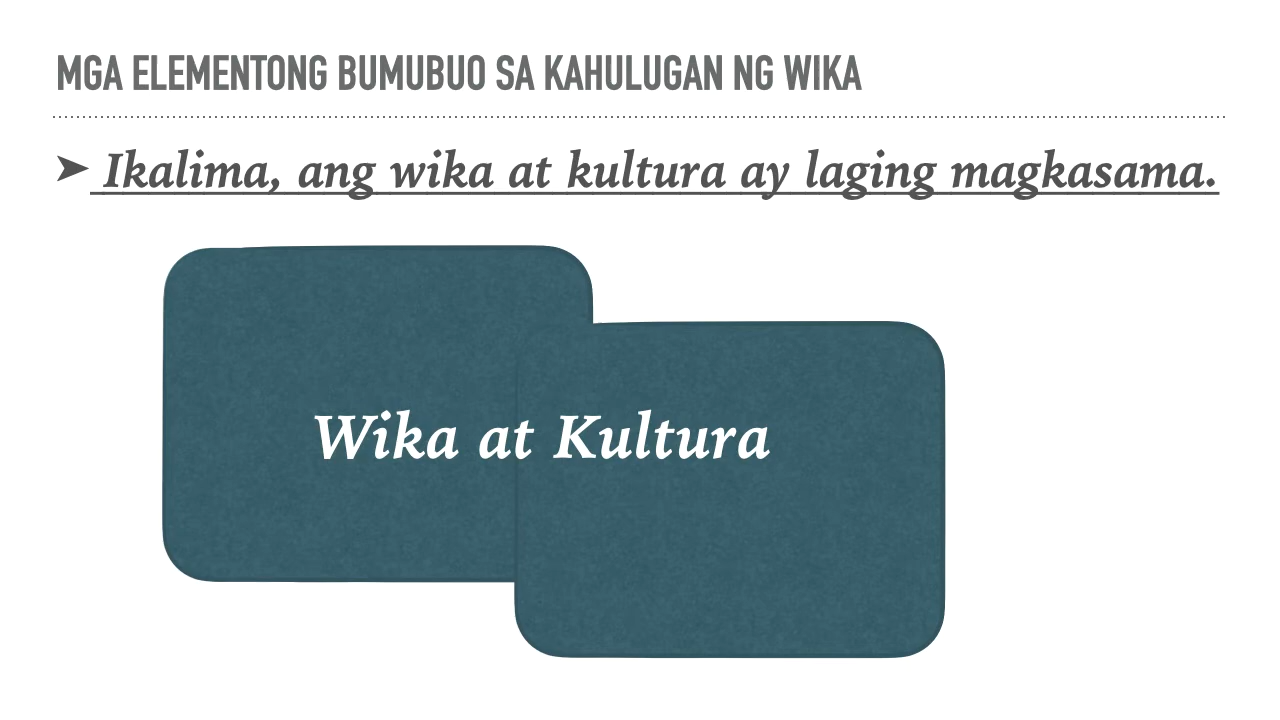 MGA ELEMENTONG BUMUBUO SA KAHULUGAN NG WIKA
➤ Ikalima, ang wika at kultura ay laging magkasama.
Wika at Kultura